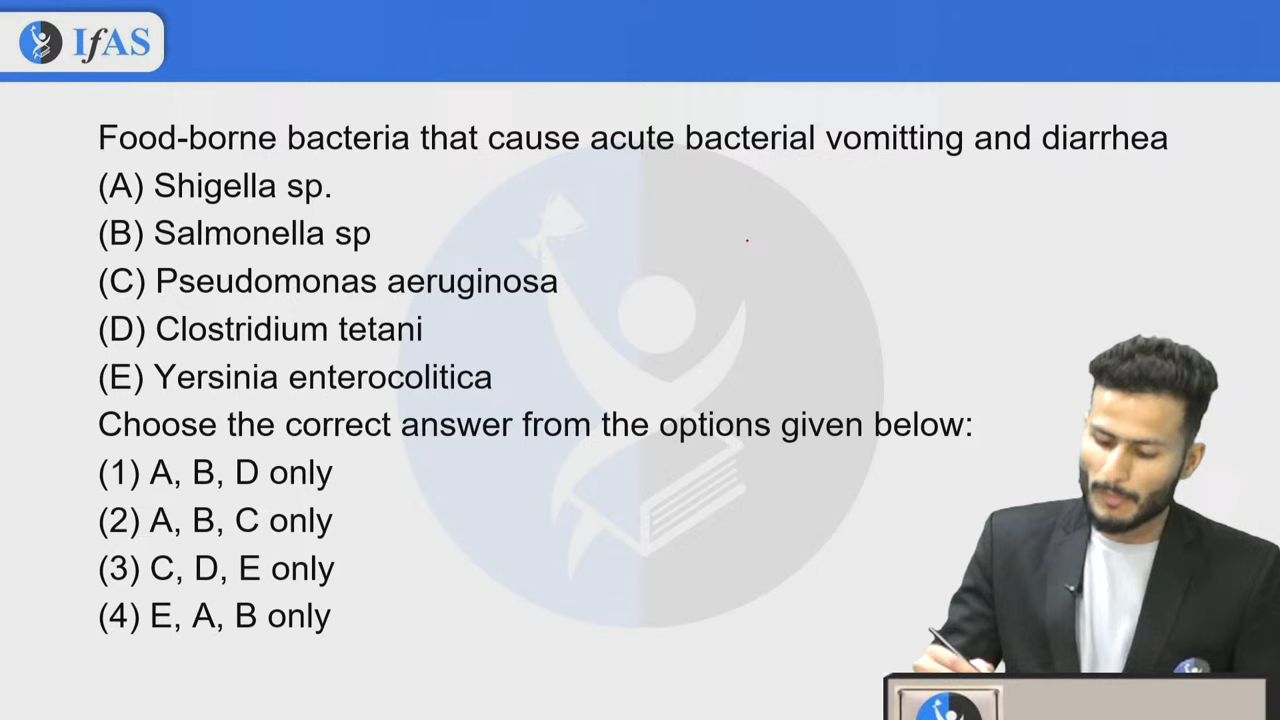 IfAS
Food-borne bacteria that cause acute bacterial vomitting and diarrhea
(A) Shigella sp.
(B) Salmonella sp
(C) Pseudomonas aeruginosa
(D) Clostridium tetani
(E) Yersinia enterocolitica
Choose the correct answer from the options given below:
(1) A, B, D only
(2) A, B, C only
(3) C, D, E only
(4) E, A, B only